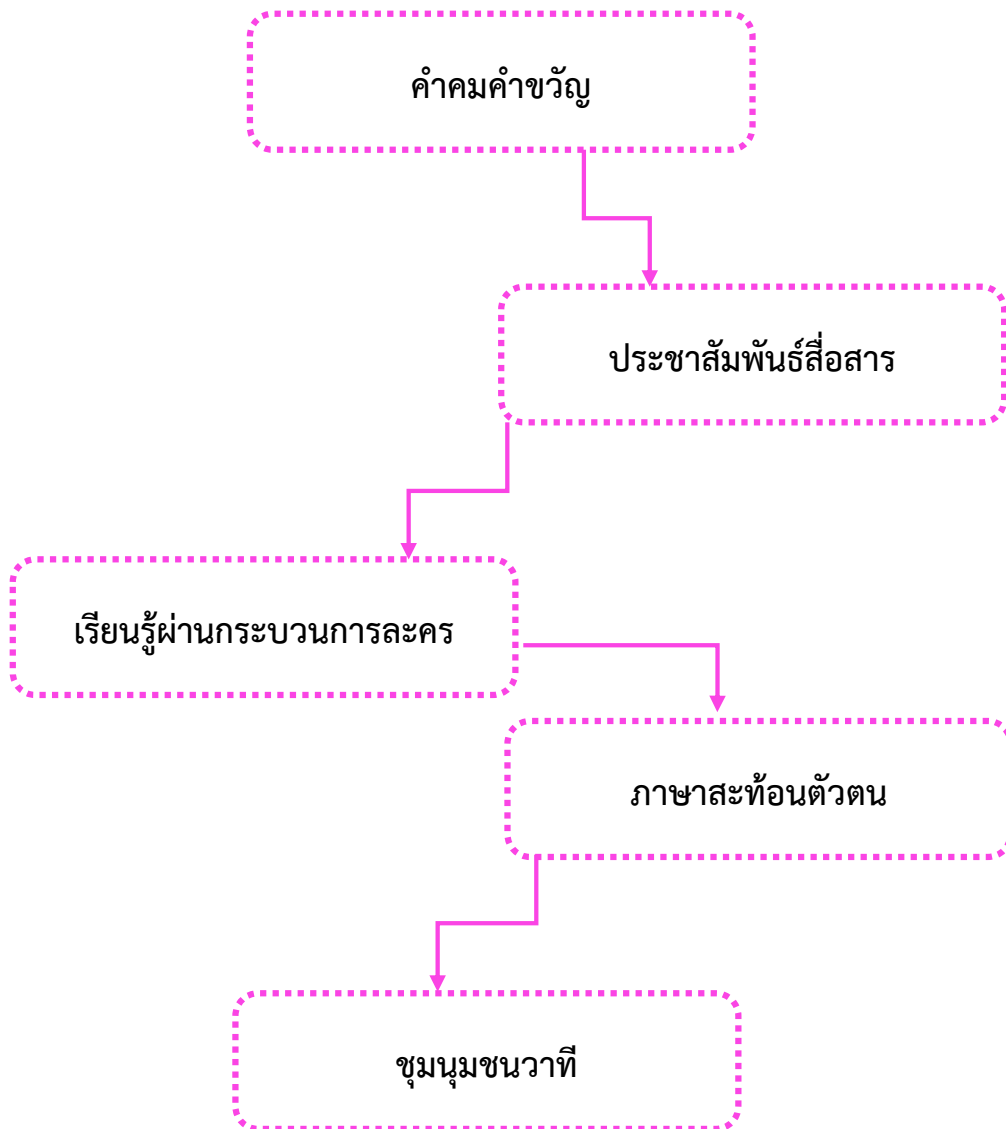 คำคมคำขวัญ
ประชาสัมพันธ์สื่อสาร
เรียนรู้ผ่านกระบวนการละคร
ภาษาสะท้อนตัวตน
ชุมนุมชนวาที